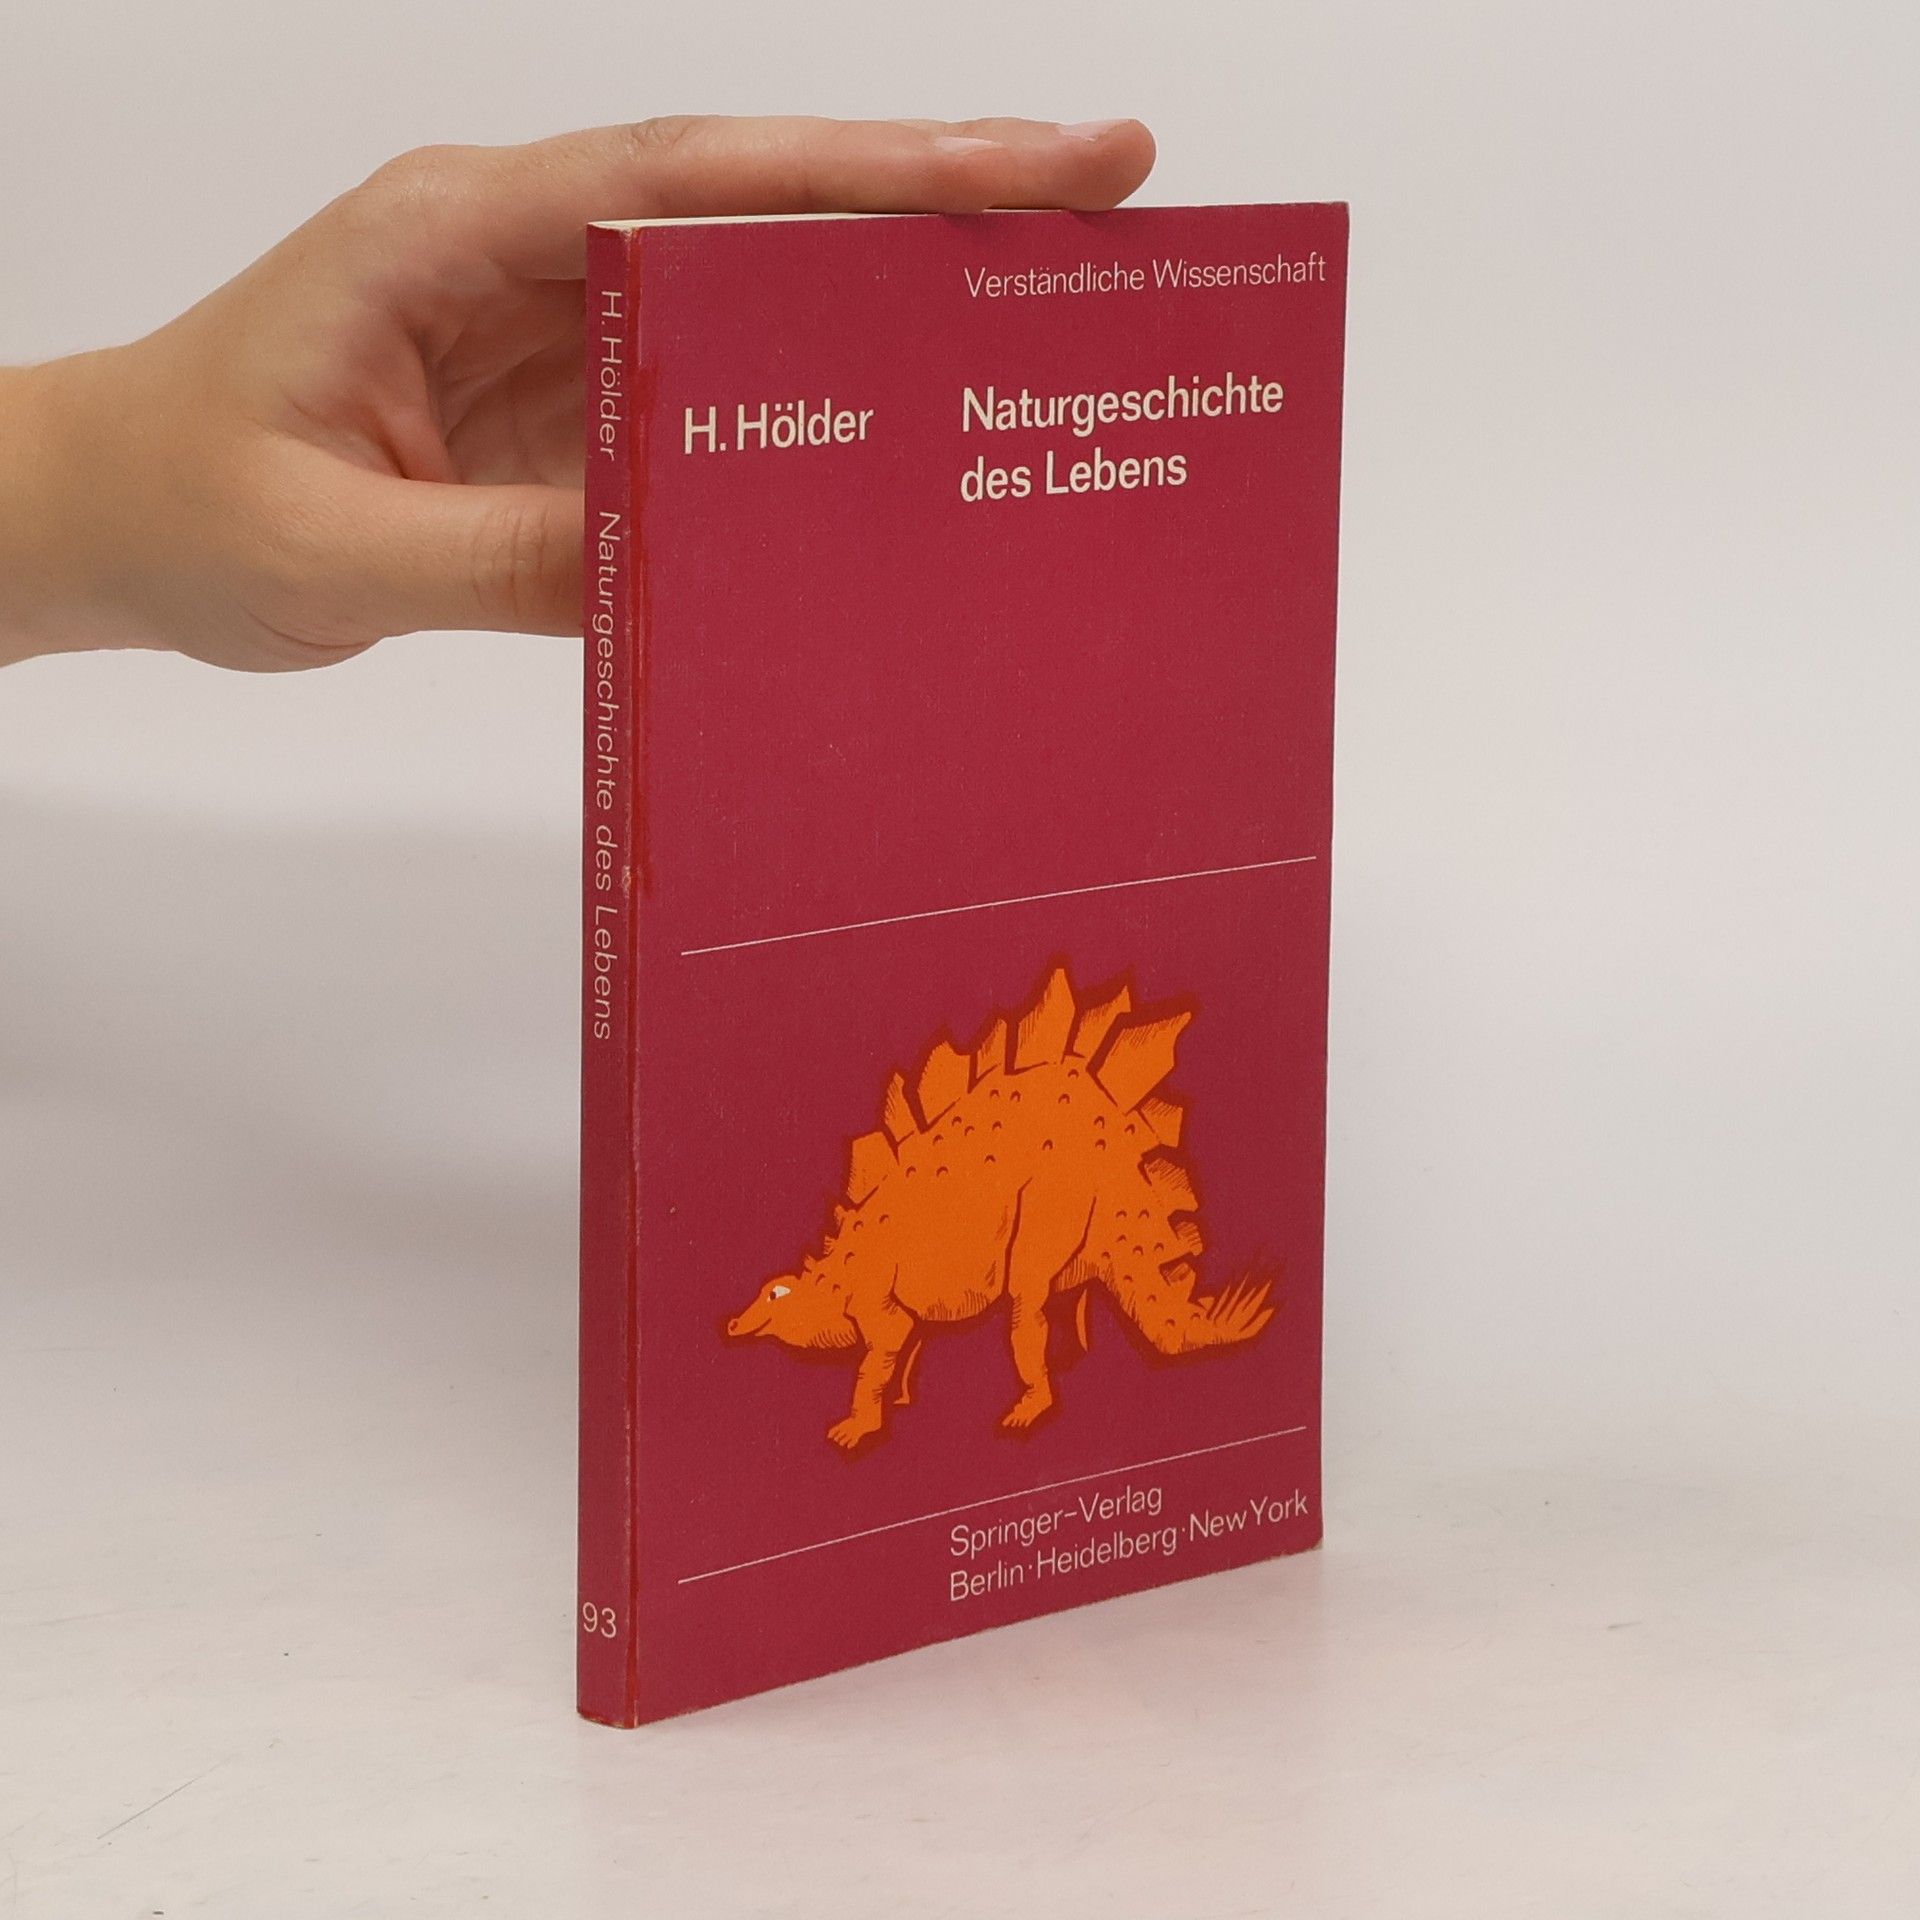 Verständliche Wissenschaft
H. Hölder
Naturgeschichte
des Lebens
Springer-Verlag
Berlin·Heidelberg·New York
H. Hölder Naturgeschichte des Lebens
93